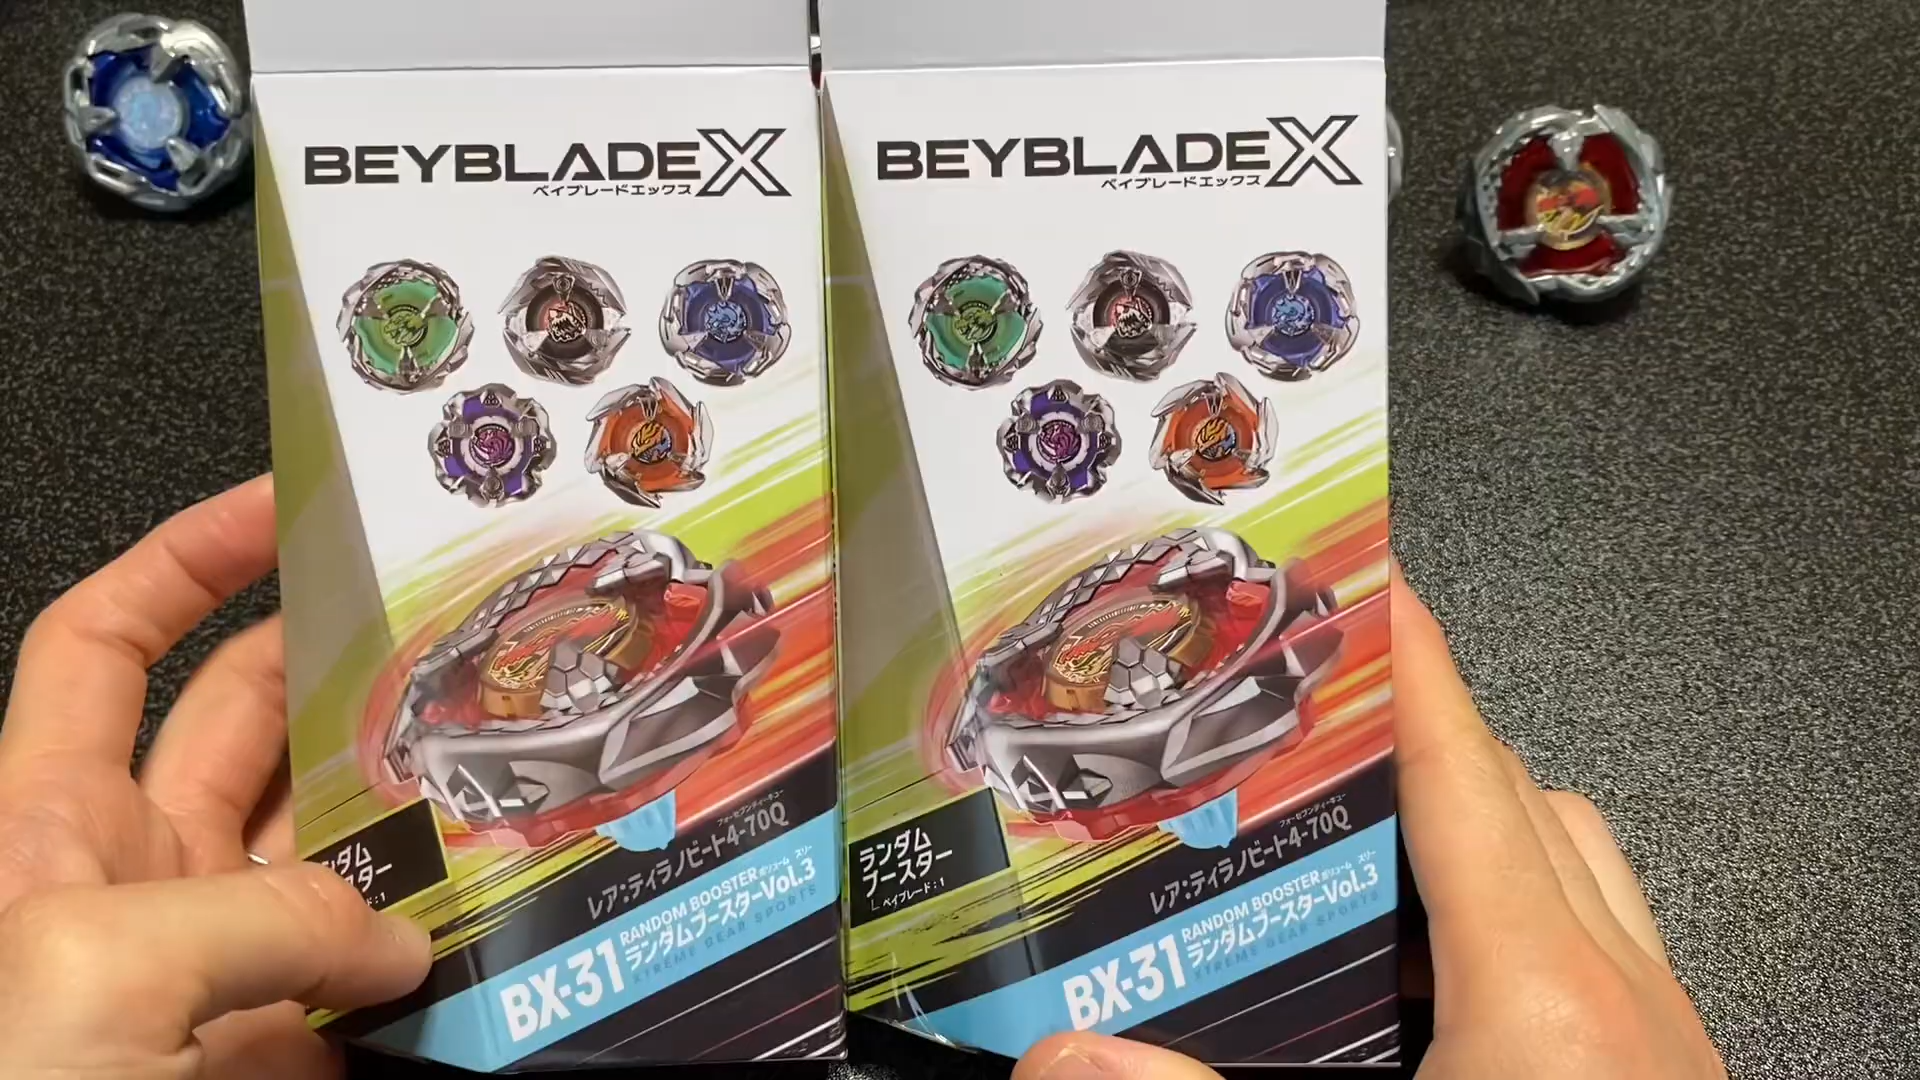 BEYBLADE X
ベイブレードエックス
ダム
スター
ド:1
フォーセブンティーキュー
レア:ティラノビート4-70Q
BX-31
RANDOM BOOSTER ボリューム スリー
ランダムブースターVol.3
XTREME GEAR SPORTS
BEYBLADE X
ベイブレードエックス
ランダム
ブースター
ベイブレード:1
フォーセブンティーキュー
レア:ティラノビート4-70Q
BX-31
RANDOM BOOSTER ボリューム スリー
ランダムブースターVol.3
XTREME GEAR SPORTS